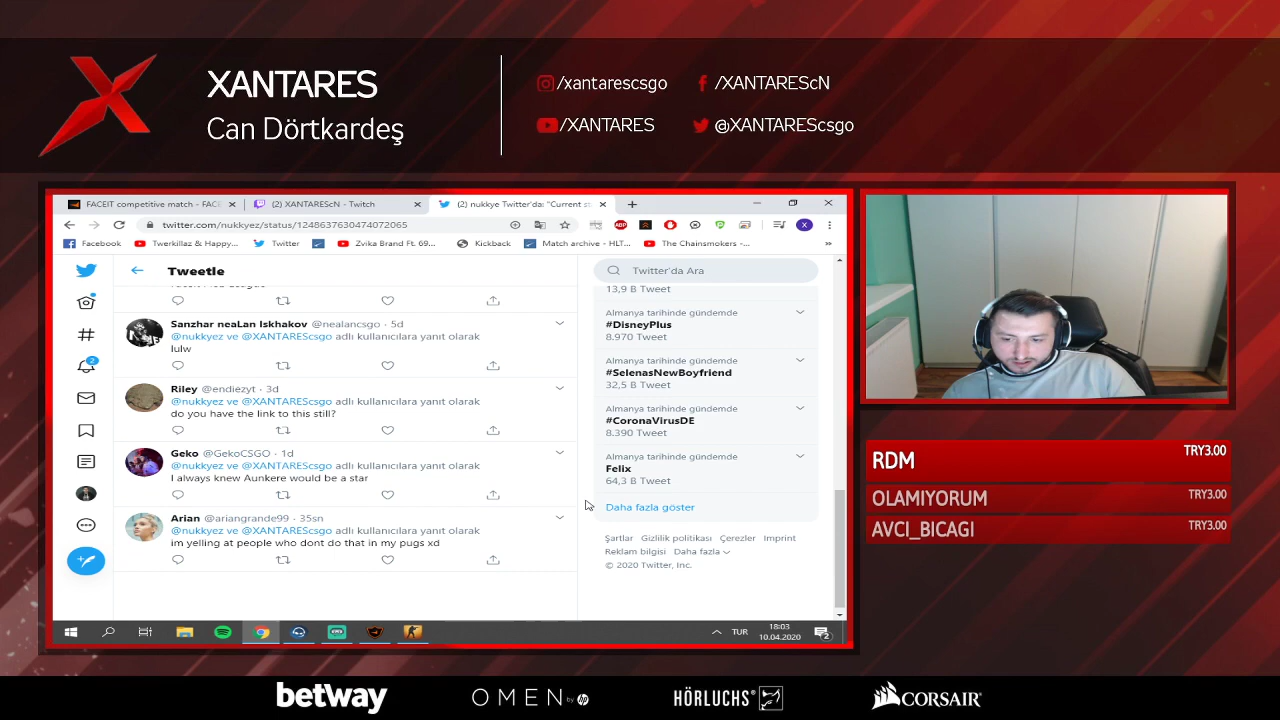 XANTARES
Can Dörtkardeş
/xantarescsgo
/XANTAREScN
/XANTARES
@XANTAREScsgo
FACEIT competitive match - FACE
(2) XANTAREScN - Twitch
(2) nukkye Twitter'da: "Current s
twitter.com/nukkyez/status/1248637630474072065
Facebook
Twerkillaz & Happy...
Twitter
Zvika Brand Ft. 69...
Kickback
Match archive - HLT...
The Chainsmokers -...
Tweetle
Twitter'da Ara
13,9 B Tweet
Sanzhar neaLan Iskhakov @nealancsgo · 5d
@nukkyez ve @XANTAREScsgo adlı kullanıcılara yanıt olarak
lulw
Riley @endiezyt · 3d
@nukkyez ve @XANTAREScsgo adlı kullanıcılara yanıt olarak
do you have the link to this still?
Geko @GekoCSGO · 1d
@nukkyez ve @XANTAREScsgo adlı kullanıcılara yanıt olarak
I always knew Aunkere would be a star
Arian @ariangrande99 · 35sn
@nukkyez ve @XANTAREScsgo adlı kullanıcılara yanıt olarak
im yelling at people who dont do that in my pugs xd
Almanya tarihinde gündemde
#DisneyPlus
8.970 Tweet
Almanya tarihinde gündemde
#SelenasNewBoyfriend
32,5 B Tweet
Almanya tarihinde gündemde
#CoronaVirusDE
8.390 Tweet
Almanya tarihinde gündemde
Felix
64,3 B Tweet
Daha fazla göster
Şartlar Gizlilik politikası Çerezler Imprint
Reklam bilgisi Daha fazla
© 2020 Twitter, Inc.
2
TUR
18:03
10.04.2020
2
RDM TRY3.00
OLAMIYORUM TRY3.00
AVCI_BICAGI TRY3.00
betway
OMEN by hp
HÖRLUCHS®
CORSAIR